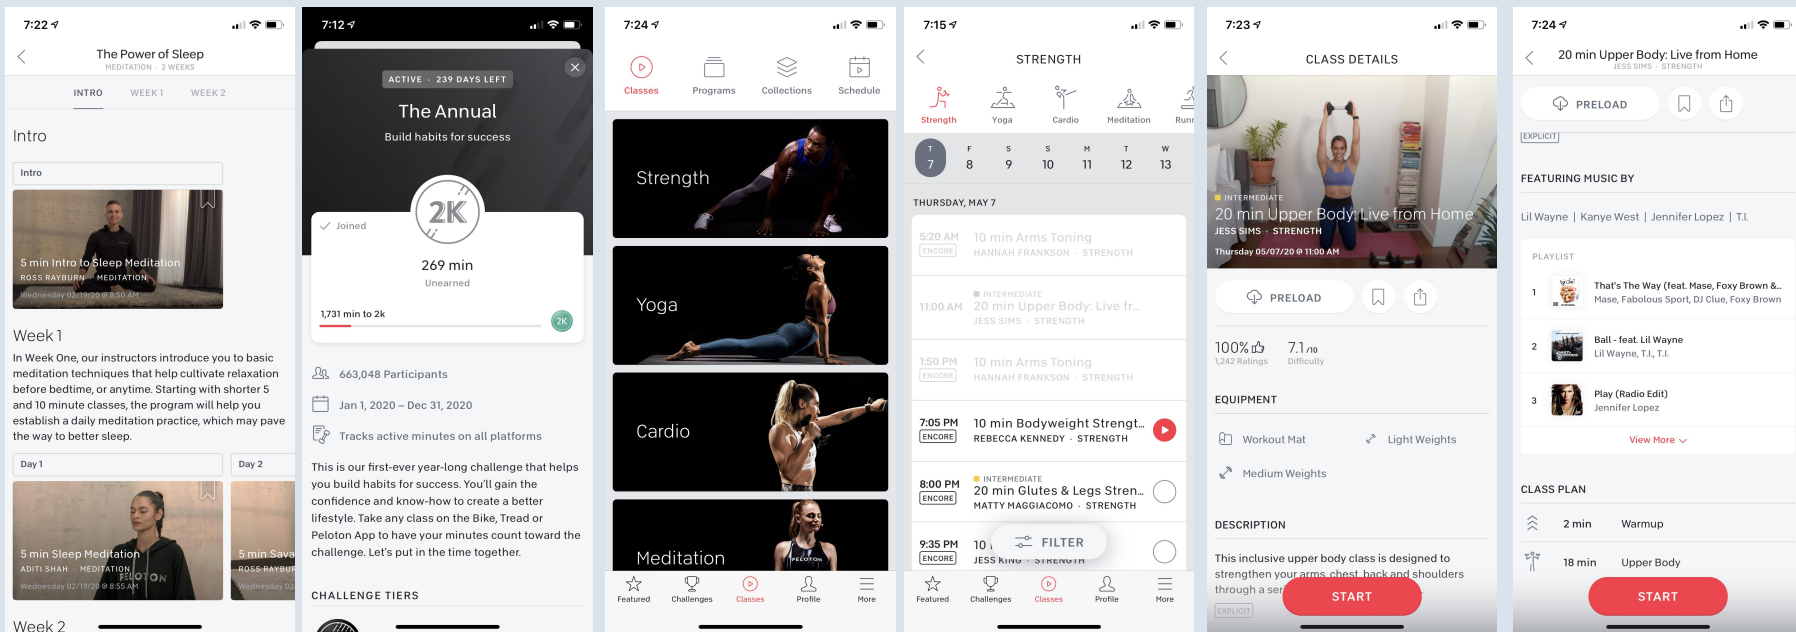 7:22
The Power of Sleep
MEDITATION · 2 WEEKS
INTRO
WEEK 1
WEEK 2
Intro
Intro
5 min Intro to Sleep Meditation
ROSS RAYBURN · MEDITATION
Wednesday 02/19/20 @ 8:50 AM
Week 1
In Week One, our instructors introduce you to basic
meditation techniques that help cultivate relaxation
before bedtime, or anytime. Starting with shorter 5
and 10 minute classes, the program will help you
establish a daily meditation practice, which may pave
the way to better sleep.
Day 1
Day 2
5 min Sleep Meditation
ADITI SHAH · MEDITATION
Wednesday 02/19/20 @ 8:55 AM
PELOTON
5 min Sava
ROSS RAYBUR
Wednesday 02
Week 2
7:12
ACTIVE · 239 DAYS LEFT
The Annual
Build habits for success
2K
Joined
269 min
Unearned
1,731 min to 2k
2K
663,048 Participants
Jan 1, 2020 – Dec 31, 2020
Tracks active minutes on all platforms
This is our first-ever year-long challenge that helps
you build habits for success. You'll gain the
confidence and know-how to create a better
lifestyle. Take any class on the Bike, Tread or
Peloton App to have your minutes count toward the
challenge. Let's put in the time together.
CHALLENGE TIERS
7:24
Classes
Programs
Collections
Schedule
Strength
Yoga
Cardio
Meditation
PELOTON
Featured
Challenges
Classes
Profile
More
7:15
STRENGTH
Strength
Yoga
Cardio
Meditation
Runn
T
F
S
S
M
T
W
7
8
9
10
11
12
13
THURSDAY, MAY 7
5:20 AM
ENCORE
10 min Arms Toning
HANNAH FRANKSON · STRENGTH
11:00 AM
INTERMEDIATE
20 min Upper Body: Live fr...
JESS SIMS · STRENGTH
1:50 PM
ENCORE
10 min Arms Toning
HANNAH FRANKSON · STRENGTH
7:05 PM
ENCORE
10 min Bodyweight Strengt...
REBECCA KENNEDY · STRENGTH
8:00 PM
ENCORE
INTERMEDIATE
20 min Glutes & Legs Stren...
MATTY MAGGIACOMO · STRENGTH
9:35 PM
ENCORE
10
JESS KING · STRENGTH
FILTER
Featured
Challenges
Classes
Profile
More
7:23
CLASS DETAILS
INTERMEDIATE
20 min Upper Body: Live from Home
JESS SIMS · STRENGTH
Thursday 05/07/20 @ 11:00 AM
PRELOAD
100%
1,242 Ratings
7.1 /10
Difficulty
EQUIPMENT
Workout Mat
Light Weights
Medium Weights
DESCRIPTION
This inclusive upper body class is designed to
strengthen your arms, chest, back and shoulders
through a ser
EXPLICIT
START
7:24
20 min Upper Body: Live from Home
JESS SIMS · STRENGTH
PRELOAD
EXPLICIT
FEATURING MUSIC BY
Lil Wayne | Kanye West | Jennifer Lopez | T.I.
PLAYLIST
1
That's The Way (feat. Mase, Foxy Brown &...
Mase, Fabolous Sport, DJ Clue, Foxy Brown
2
Ball - feat. Lil Wayne
Lil Wayne, T.I., T.I.
3
Play (Radio Edit)
Jennifer Lopez
View More
CLASS PLAN
2 min
Warmup
18 min
Upper Body
START